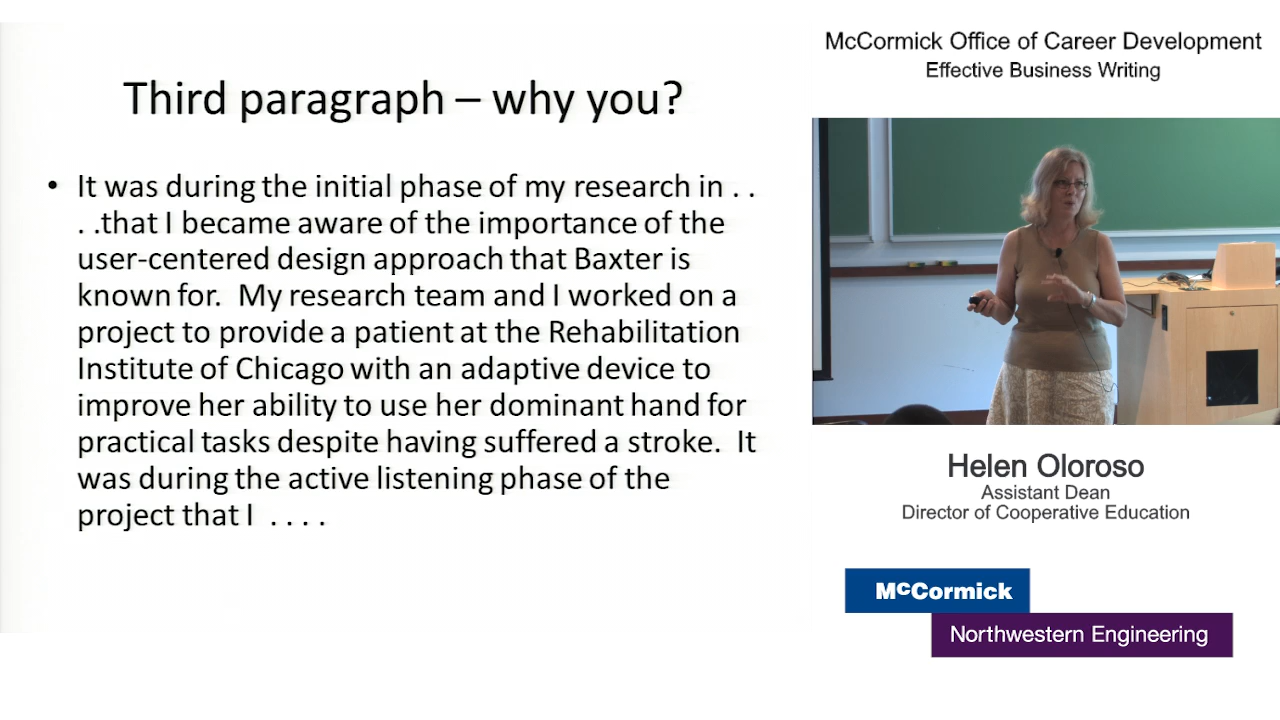 Third paragraph – why you?
• It was during the initial phase of my research in . .
. .that I became aware of the importance of the
user-centered design approach that Baxter is
known for.  My research team and I worked on a
project to provide a patient at the Rehabilitation
Institute of Chicago with an adaptive device to
improve her ability to use her dominant hand for
practical tasks despite having suffered a stroke.  It
was during the active listening phase of the
project that I  . . . .
McCormick Office of Career Development
Effective Business Writing
Helen Oloroso
Assistant Dean
Director of Cooperative Education
McCormick
Northwestern Engineering